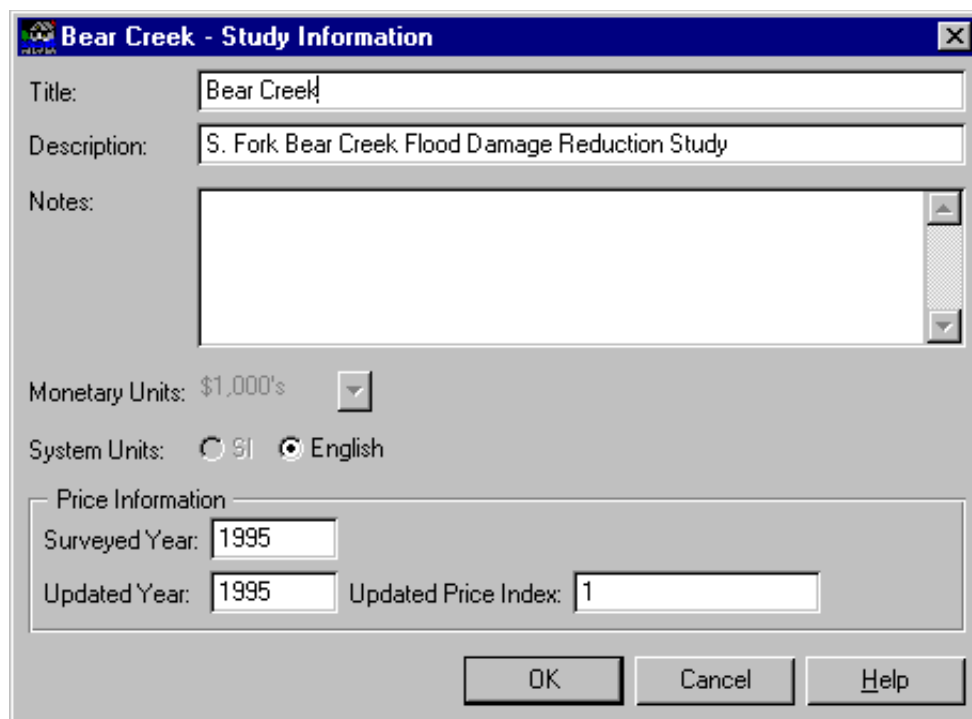 Bear Creek - Study Information
Title: Bear Creek
Description: S. Fork Bear Creek Flood Damage Reduction Study
Notes:
Monetary Units: $1,000's
System Units: SI English
Price Information
Surveyed Year: 1995
Updated Year: 1995 Updated Price Index: 1
OK Cancel Help